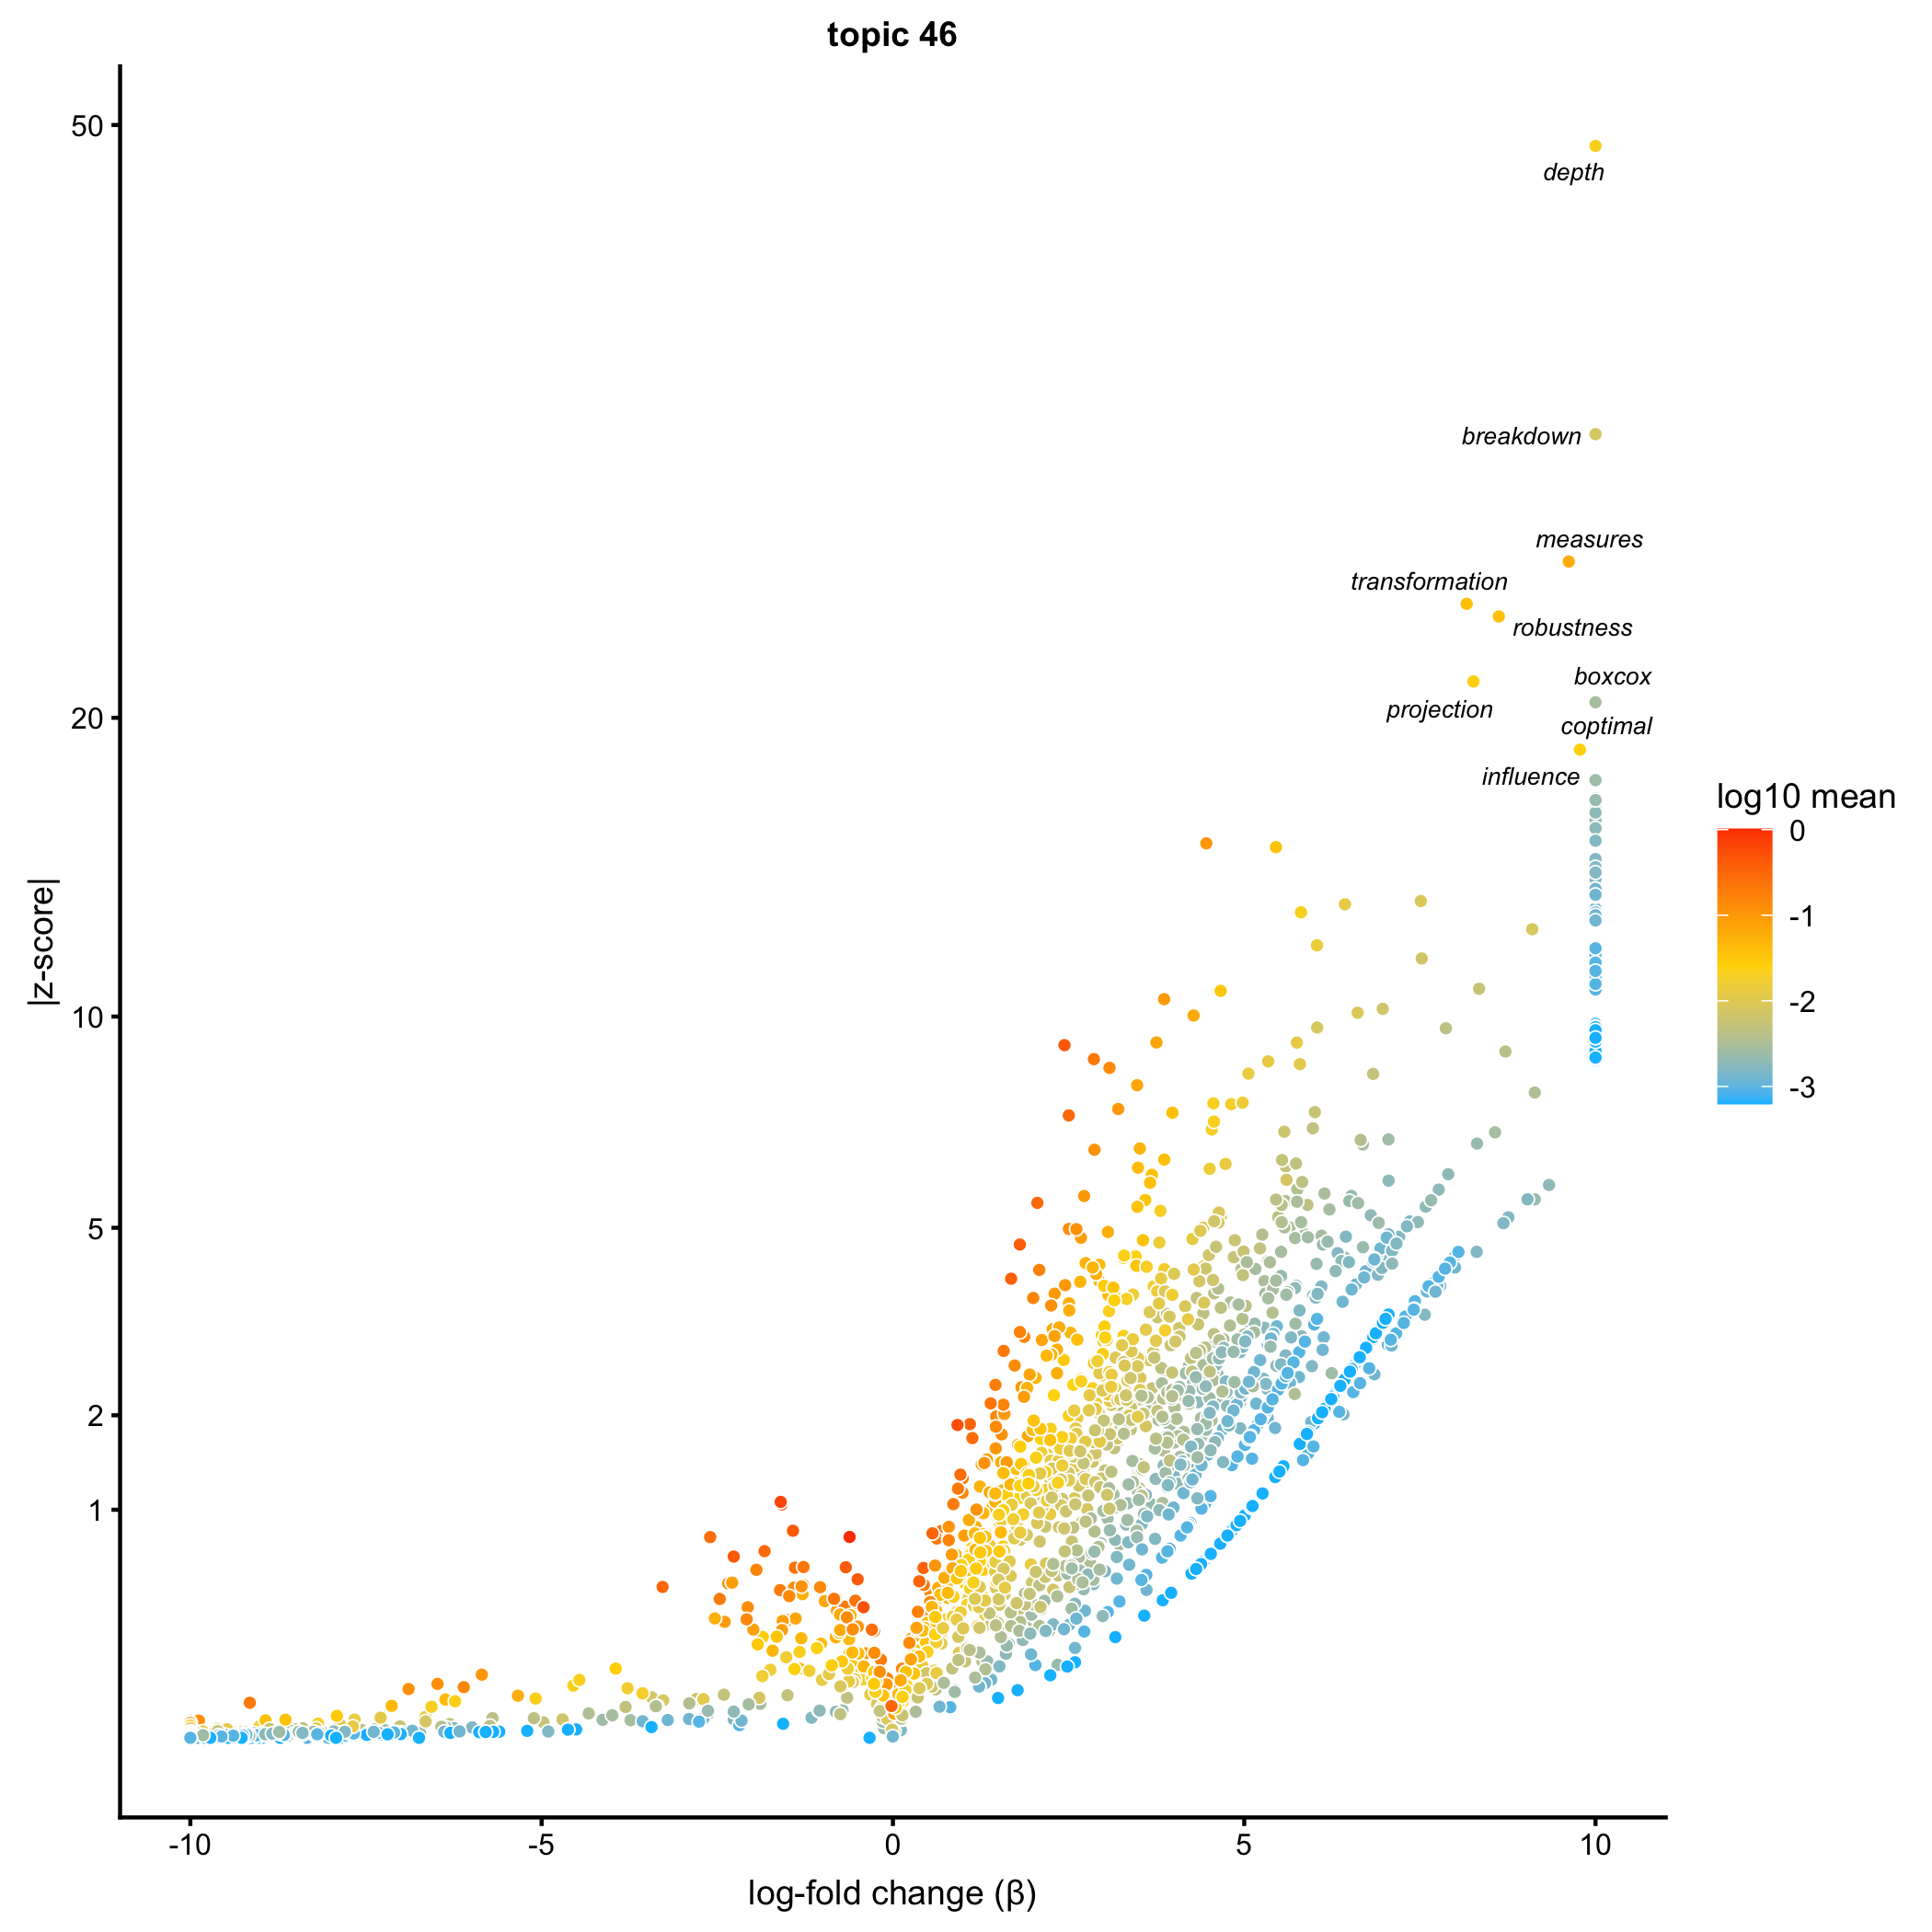 topic 46
50
depth
breakdown
measures
transformation
robustness
boxcox
projection
20
coptimal
influence
log10 mean
0
-1
-2
-3
|z-score|
10
5
2
1
-10
-5
0
5
10
log-fold change (β)